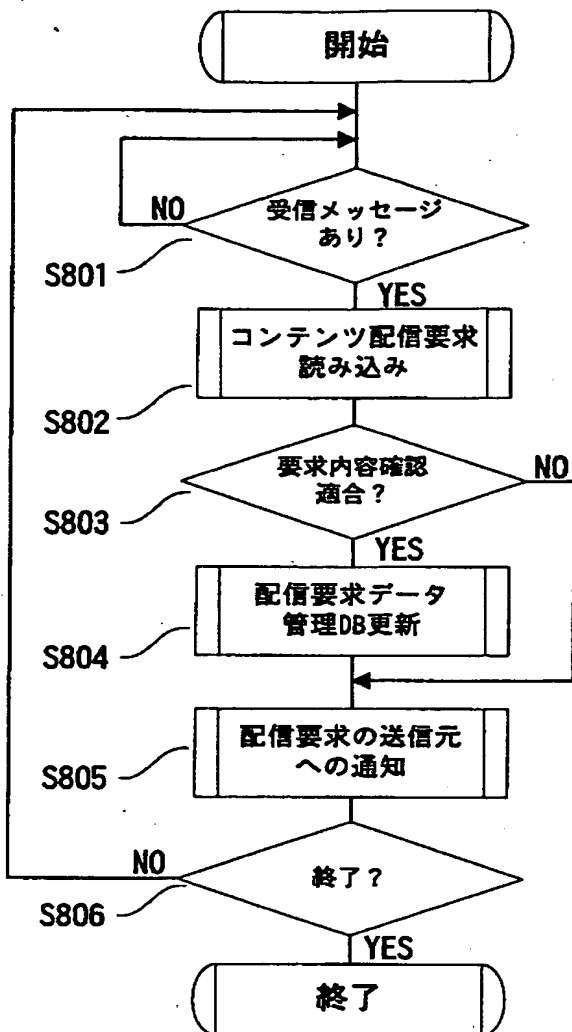 開始
受信メッセージ
あり？
NO
S801
YES
コンテンツ配信要求
読み込み
S802
要求内容確認
適合？
NO
S803
YES
配信要求データ
管理DB更新
S804
配信要求の送信元
への通知
S805
終了？
NO
S806
YES
終了